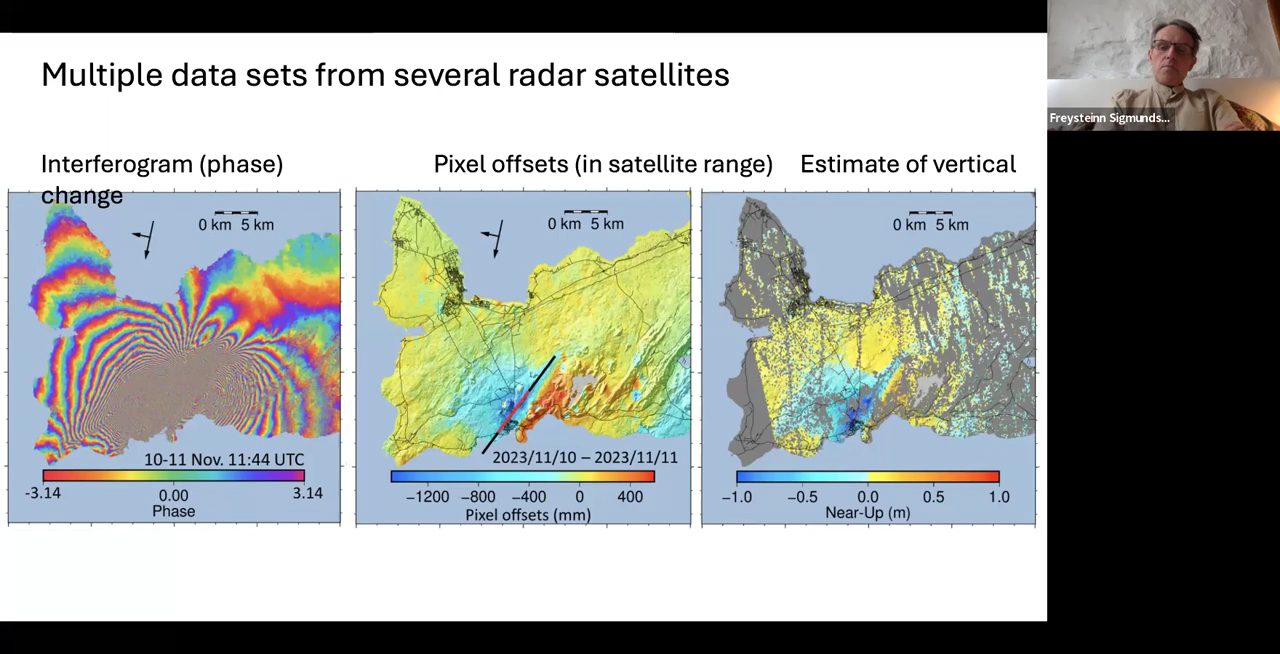 Multiple data sets from several radar satellites
Freysteinn Sigmunds...
Interferogram (phase)
change
Pixel offsets (in satellite range)
Estimate of vertical
0 km 5 km
10-11 Nov. 11:44 UTC
-3.14 0.00 3.14
Phase
0 km 5 km
2023/11/10 – 2023/11/11
−1200 −800 −400 0 400
Pixel offsets (mm)
0 km 5 km
−1.0 −0.5 0.0 0.5 1.0
Near-Up (m)